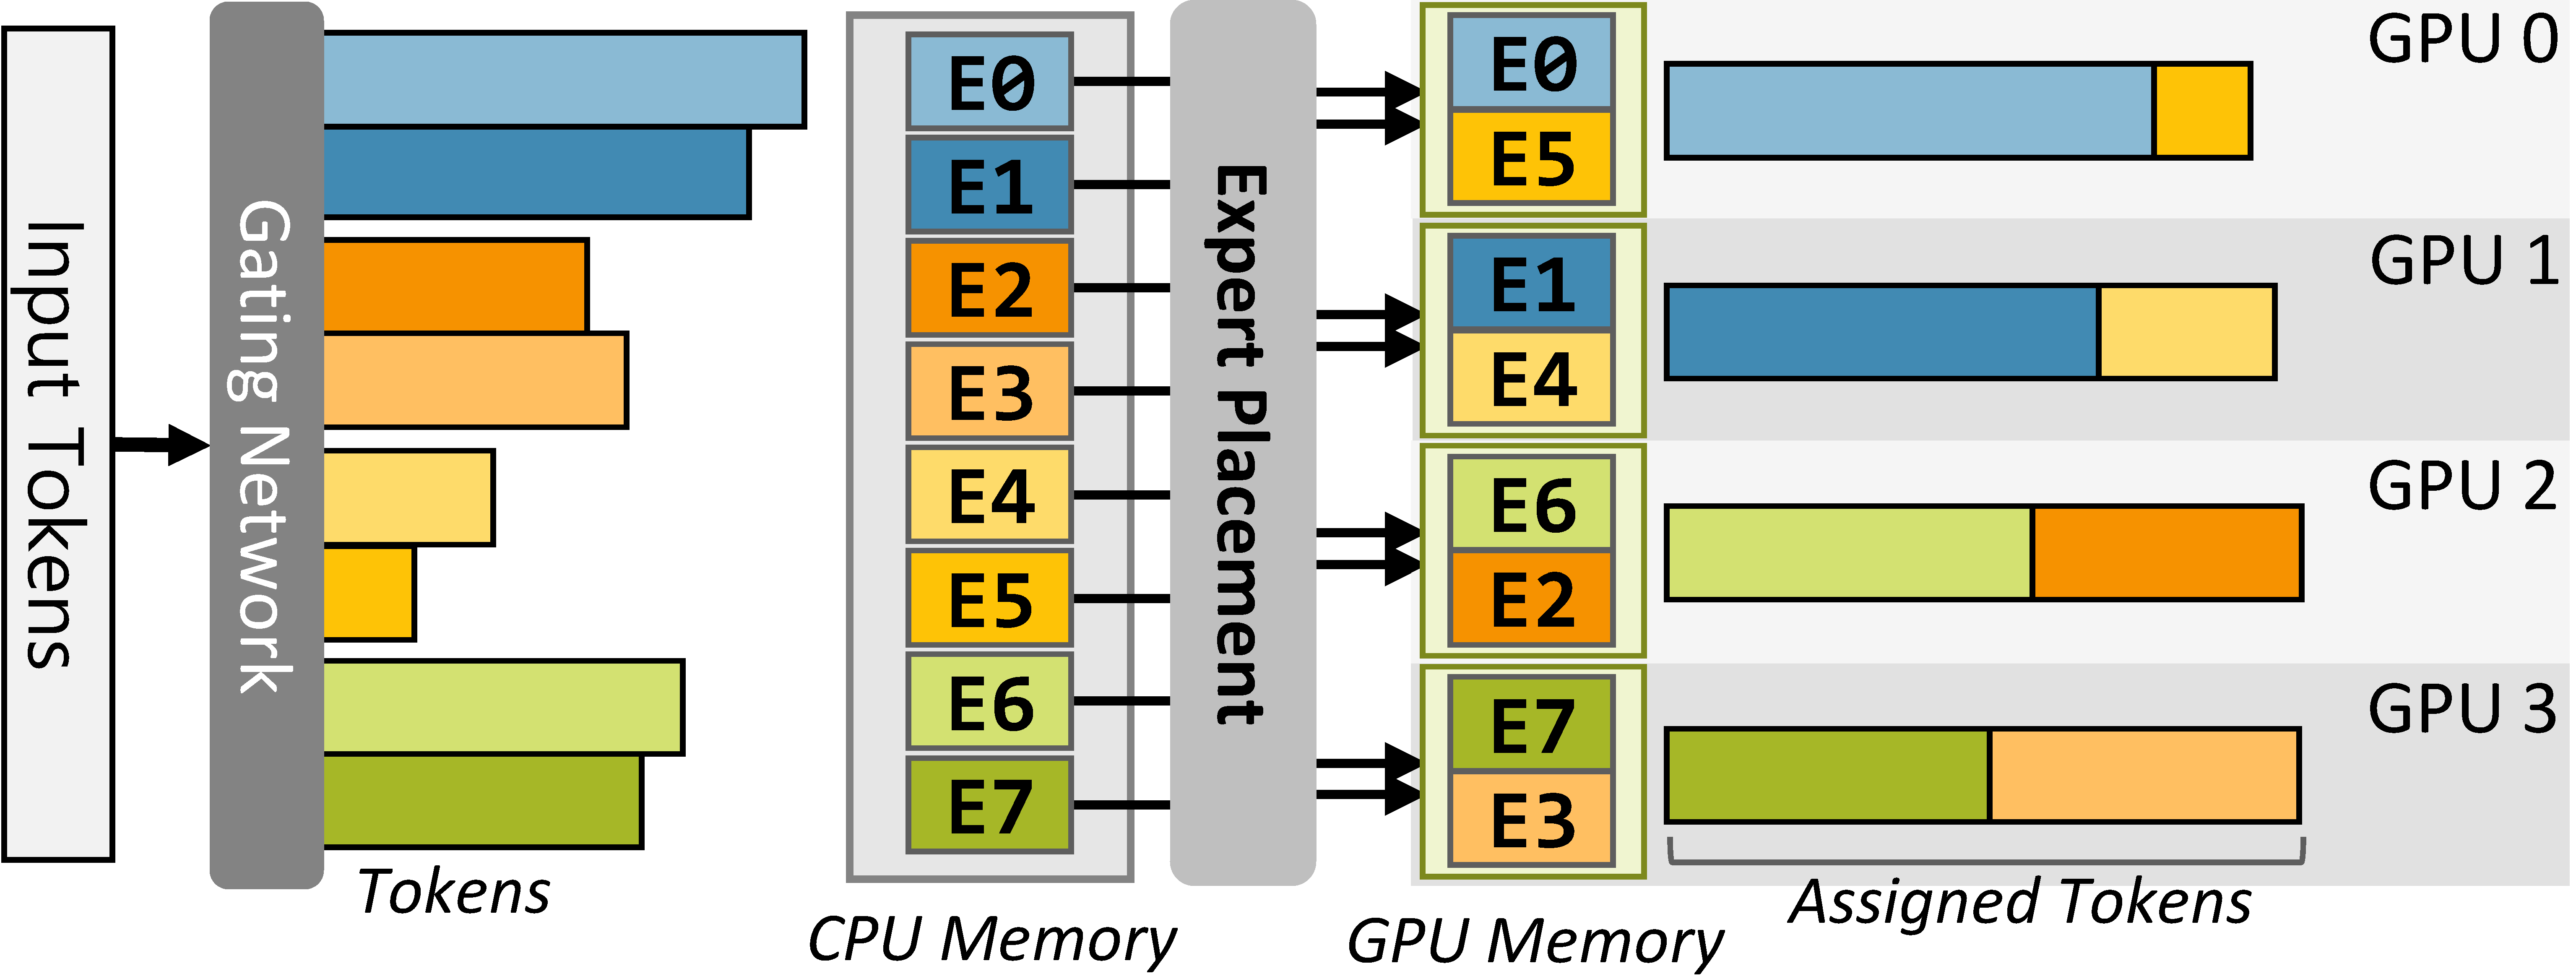 Input Tokens
Gating Network
Tokens
E0
E1
E2
E3
E4
E5
E6
E7
CPU Memory
Expert Placement
E0
E5
E1
E4
E6
E2
E7
E3
GPU Memory
GPU 0
GPU 1
GPU 2
GPU 3
Assigned Tokens